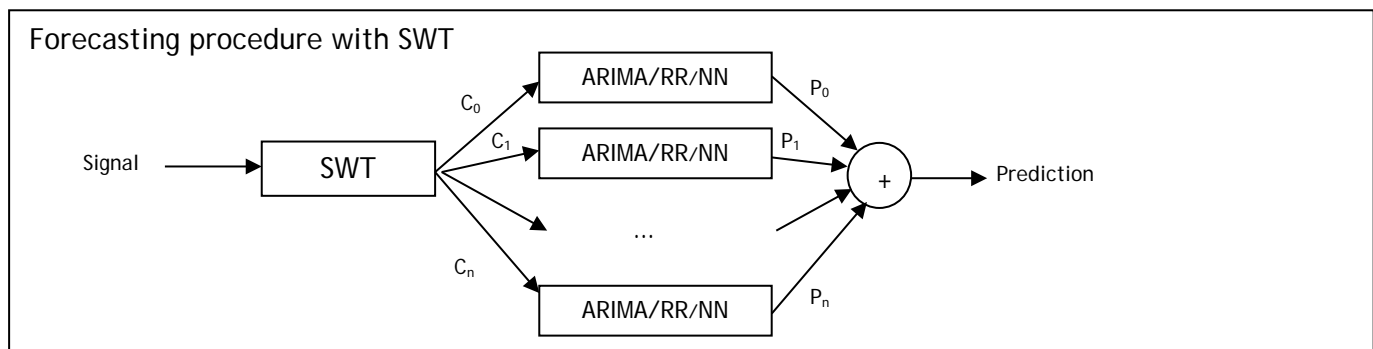 Forecasting procedure with SWT
ARIMA/RR/NN
P₀
C₀
C₁
ARIMA/RR/NN
P₁
Signal
SWT
+
Prediction
...
Cₙ
ARIMA/RR/NN
Pₙ